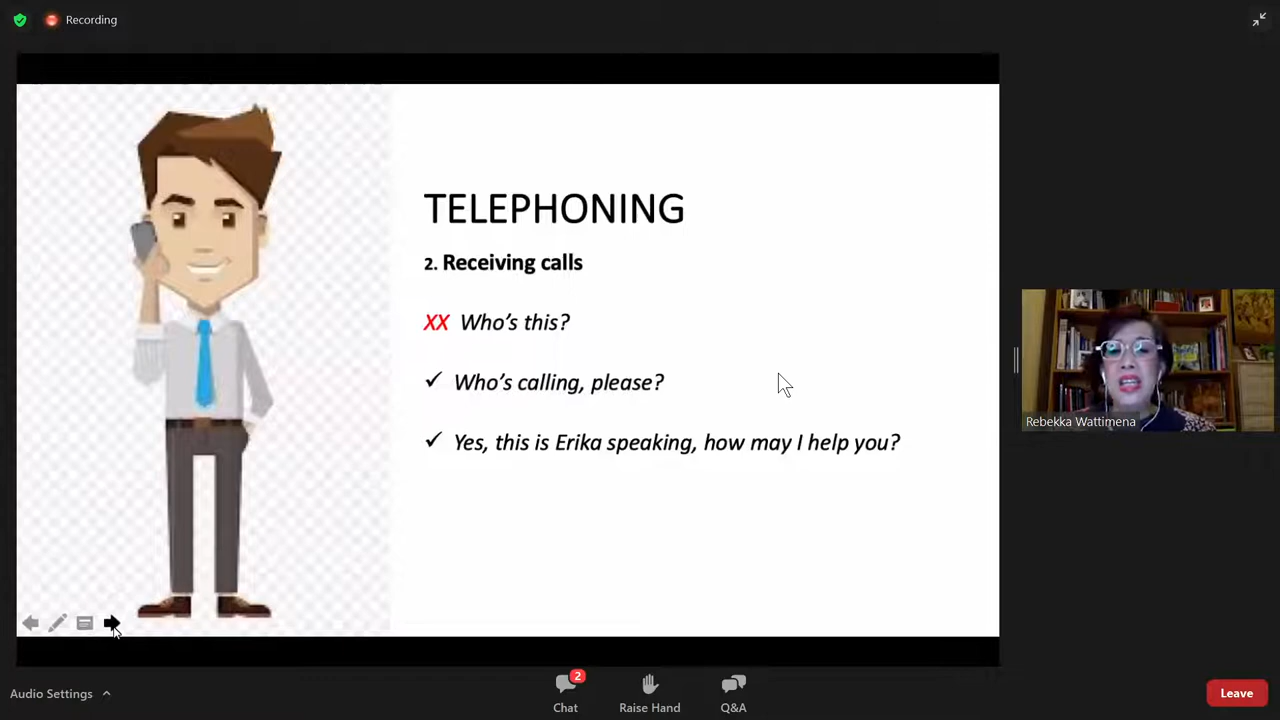 Recording
TELEPHONING
2. Receiving calls
XX Who's this?
✓ Who's calling, please?
✓ Yes, this is Erika speaking, how may I help you?
Rebekka Wattimena
Audio Settings
2
Chat
Raise Hand
Q&A
Leave